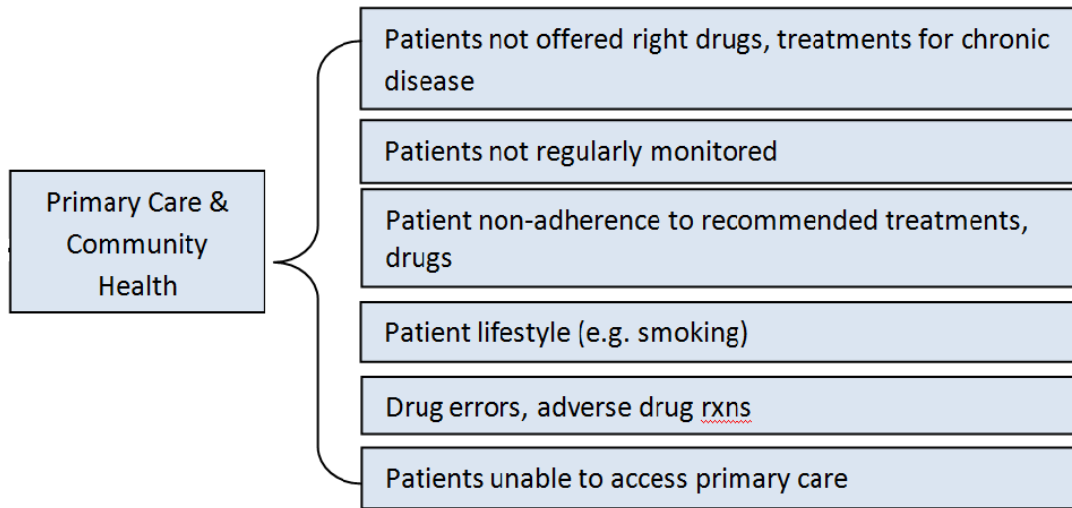 Primary Care &
Community
Health
Patients not offered right drugs, treatments for chronic
disease
Patients not regularly monitored
Patient non-adherence to recommended treatments,
drugs
Patient lifestyle (e.g. smoking)
Drug errors, adverse drug rxns
Patients unable to access primary care